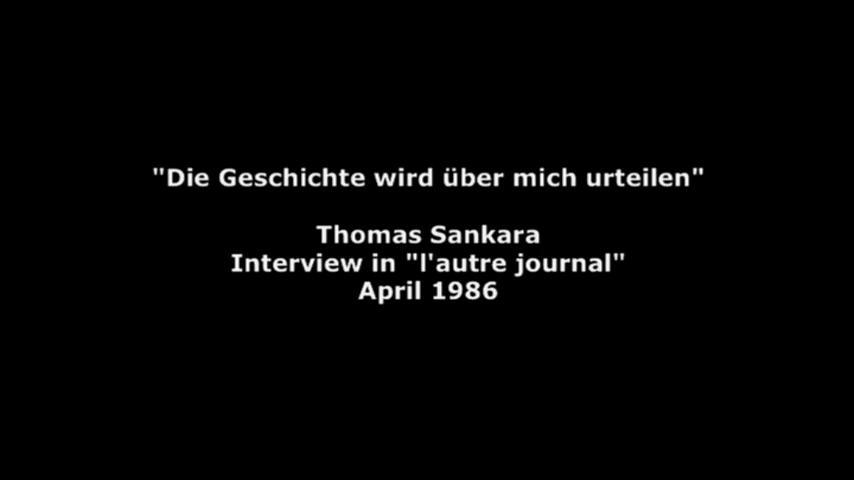 "Die Geschichte wird über mich urteilen"
Thomas Sankara
Interview in "l'autre journal"
April 1986